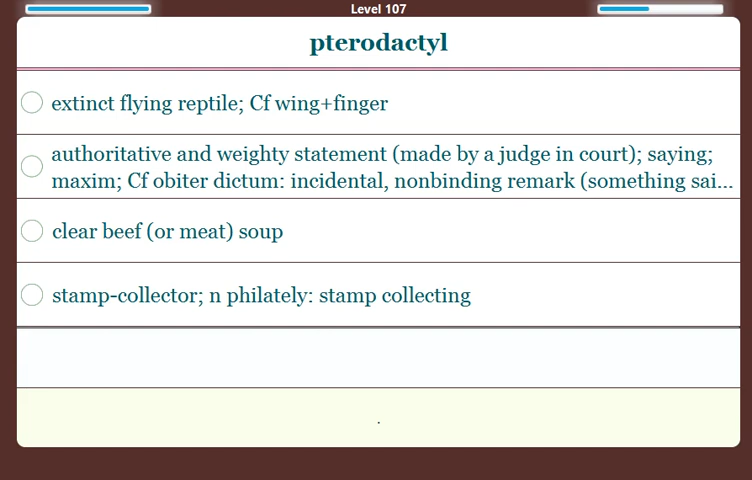 Level 107
pterodactyl
extinct flying reptile; Cf wing+finger
authoritative and weighty statement (made by a judge in court); saying;
maxim; Cf obiter dictum: incidental, nonbinding remark (something sai...
clear beef (or meat) soup
stamp-collector; n philately: stamp collecting
.